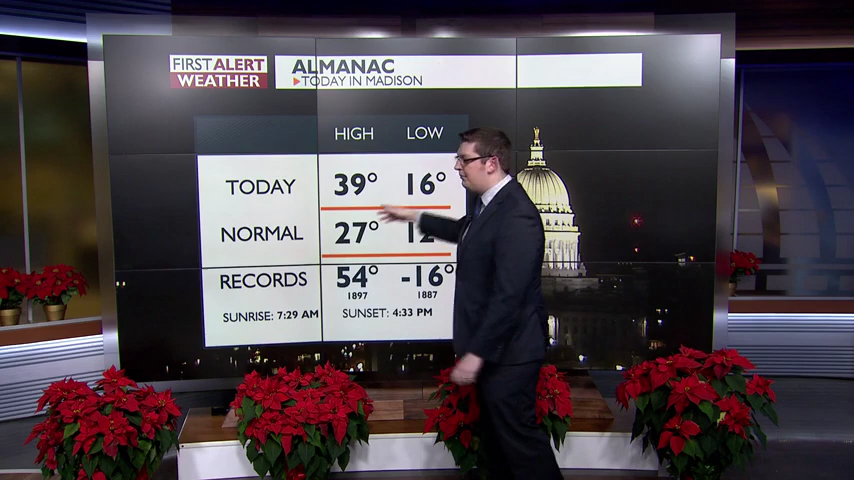 FIRST ALERT
WEATHER
ALMANAC
TODAY IN MADISON
HIGH LOW
TODAY 39° 16°
NORMAL 27° 12°
RECORDS 54° -16°
1897 1887
SUNRISE: 7:29 AM SUNSET: 4:33 PM